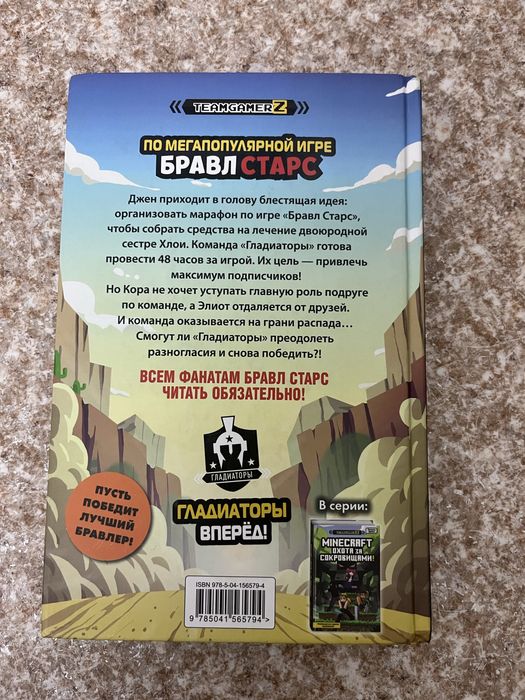 TEAMGAMERZ
ПО МЕГАПОПУЛЯРНОЙ ИГРЕ
БРАВЛ СТАРС
Джен приходит в голову блестящая идея:
организовать марафон по игре «Бравл Старс»,
чтобы собрать средства на лечение двоюродной
сестре Хлои. Команда «Гладиаторы» готова
провести 48 часов за игрой. Их цель — привлечь
максимум подписчиков!
Но Кора не хочет уступать главную роль подруге
по команде, а Элиот отдаляется от друзей.
И команда оказывается на грани распада...
Смогут ли «Гладиаторы» преодолеть
разногласия и снова победить?!
ВСЕМ ФАНАТАМ БРАВЛ СТАРС
ЧИТАТЬ ОБЯЗАТЕЛЬНО!
ГЛАДИАТОРЫ
ПУСТЬ
ПОБЕДИТ
ЛУЧШИЙ
БРАВЛЕР!
ГЛАДИАТОРЫ
ВПЕРЁД!
В серии:
MINECRAFT
ОХОТА ЗА
СОКРОВИЩАМИ!
ISBN 978-5-04-156579-4
9 785041 565794 >